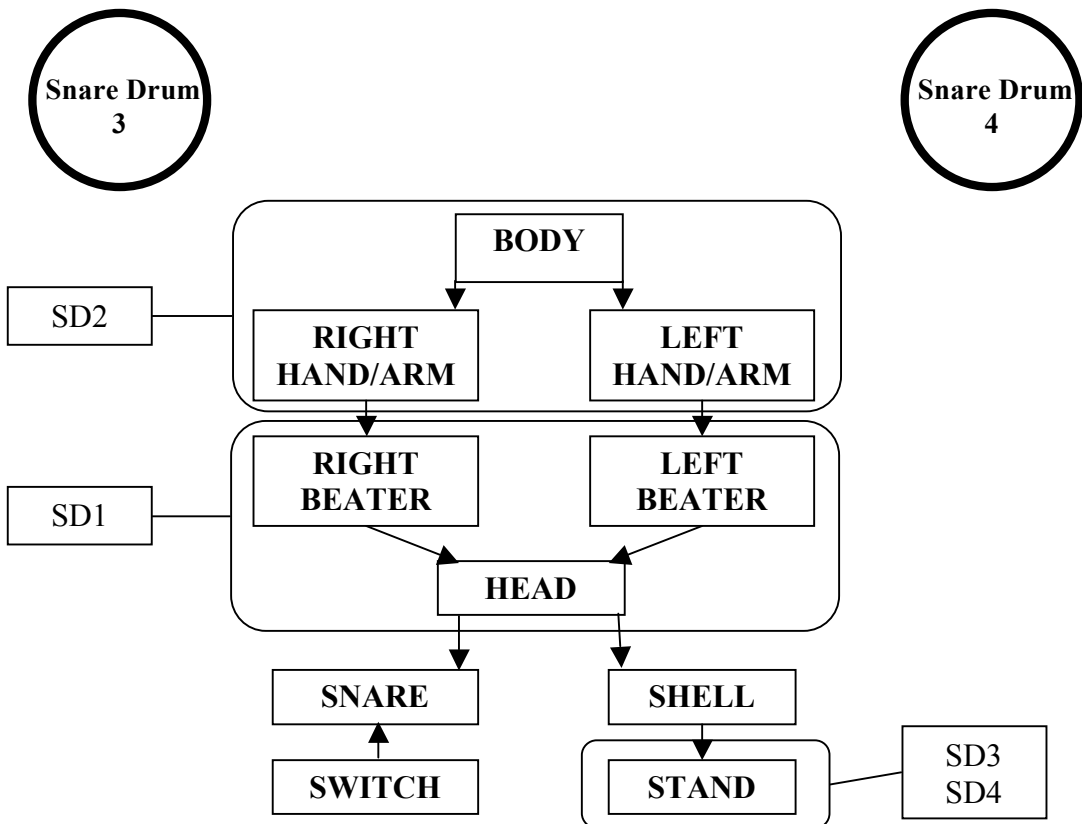 Snare Drum
3
Snare Drum
4
BODY
SD2
RIGHT
HAND/ARM
LEFT
HAND/ARM
SD1
RIGHT
BEATER
LEFT
BEATER
HEAD
SNARE
SHELL
SWITCH
STAND
SD3
SD4